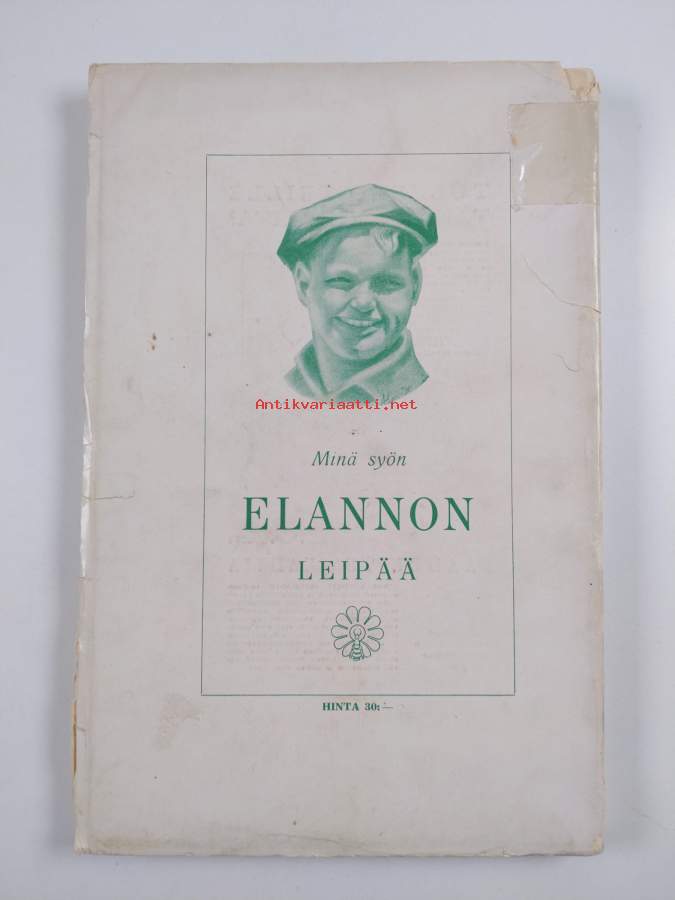 Antikvariaatti.net
Minä syön
ELANNON
LEIPÄÄ
HINTA 30:—